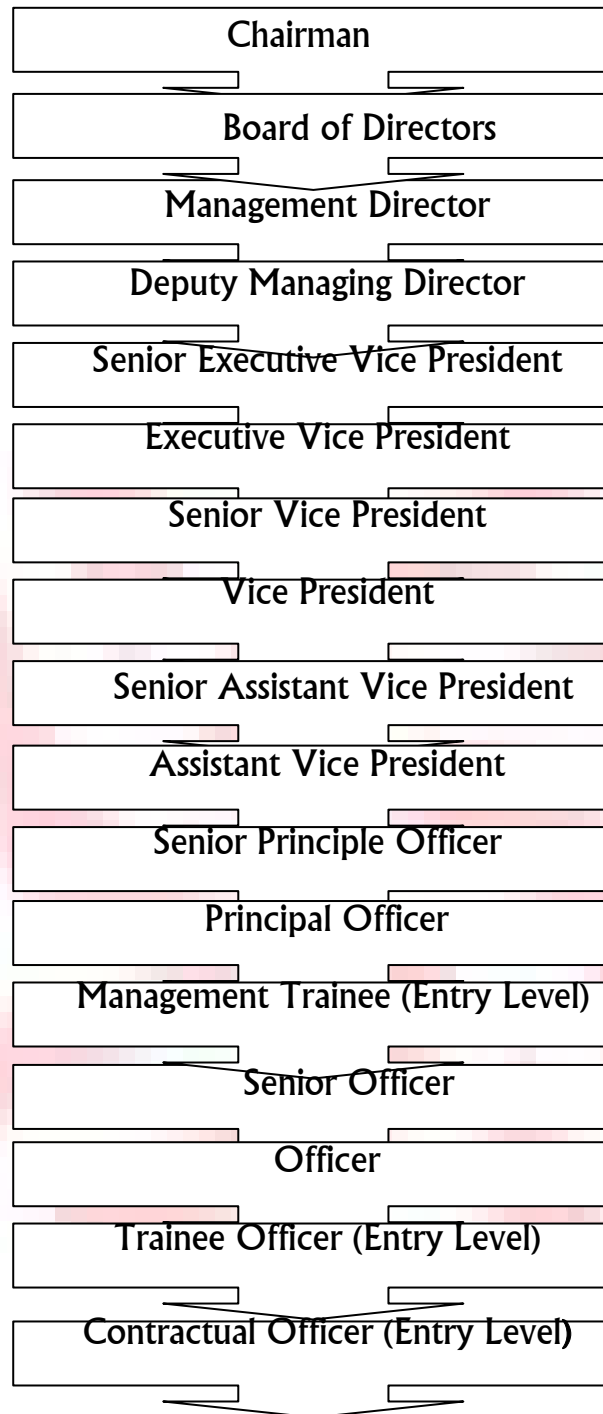 Chairman
Board of Directors
Management Director
Deputy Managing Director
Senior Executive Vice President
Executive Vice President
Senior Vice President
Vice President
Senior Assistant Vice President
Assistant Vice President
Senior Principle Officer
Principal Officer
Management Trainee (Entry Level)
Senior Officer
Officer
Trainee Officer (Entry Level)
Contractual Officer (Entry Level)